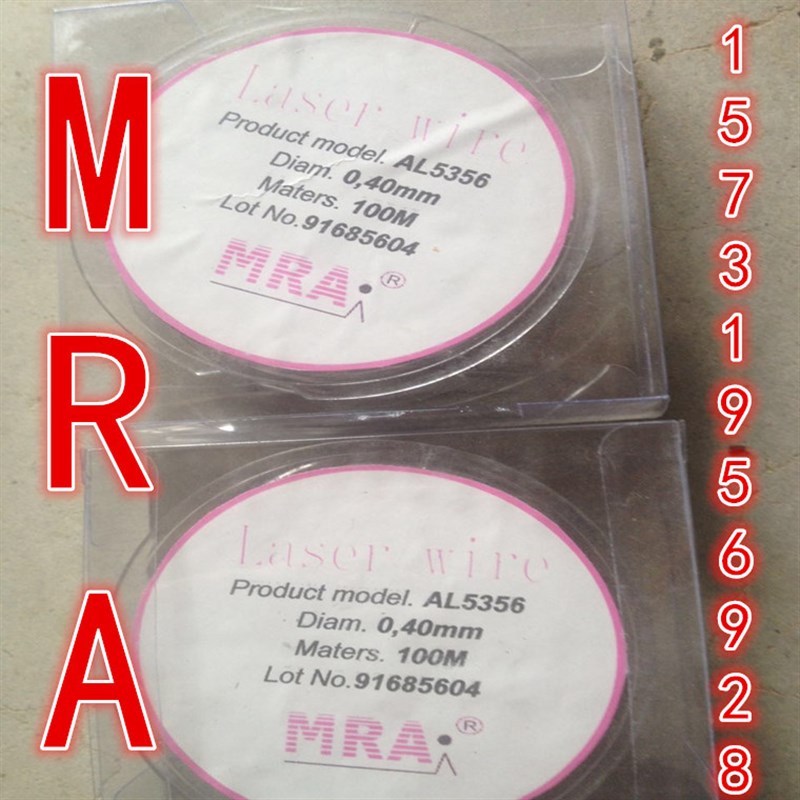 M
R
A
Laser wire
Product model. AL5356
Diam. 0,40mm
Maters. 100M
Lot No.91685604
MRA ®
Laser wire
Product model. AL5356
Diam. 0,40mm
Maters. 100M
Lot No.91685604
MRA ®
1
5
7
3
1
9
5
6
9
2
8